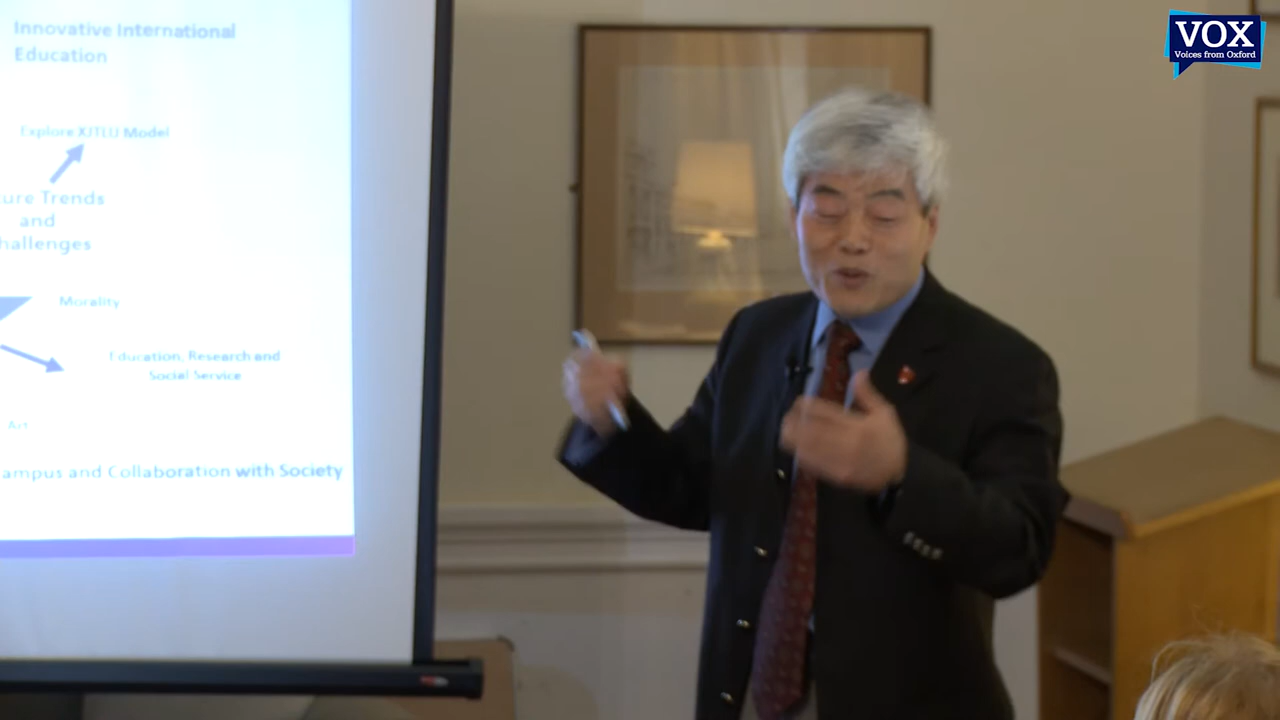 Innovative International
Education
Explore XJTLU Model
ure Trends
and
hallenges
Morality
Education, Research and
Social Service
Art
ampus and Collaboration with Society
VOX
Voices from Oxford